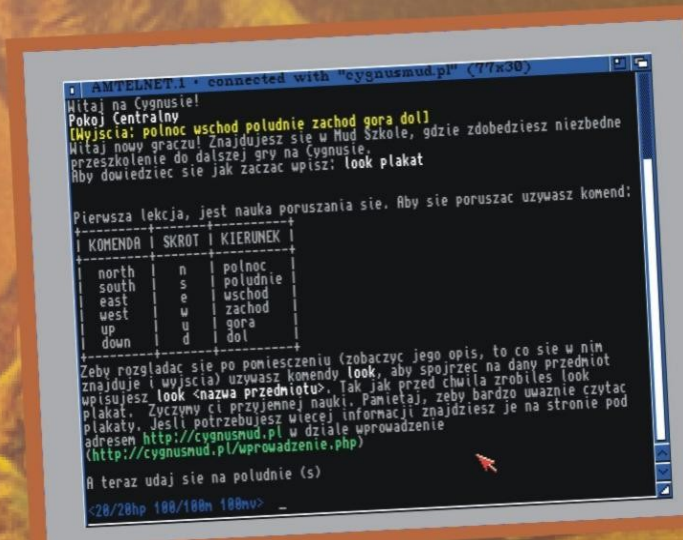 AMTELNET.1 • connected with "cygnusmud.pl" (77x30)
Witaj na Cygnusie!
Pokoj Centralny
[Wyjscia: polnoc wschod poludnie zachod gora dol]
Witaj nowy graczu! Znajdujesz się w Mud Szkole, gdzie zdobedziesz niezbedne
przeszkolenie do dalszej gry na Cygnusie.
Aby dowiedziec sie jak zaczac wpisz: look plakat
Pierwsza lekcja, jest nauka poruszania sie. Aby sie poruszac uzywasz komend:
+----------+-------+----------+
| KOMENDA | SKROT | KIERUNEK |
+----------+-------+----------+
| north | n | polnoc |
| south | s | poludnie |
| east | e | wschod |
| west | w | zachod |
| up | u | gora |
| down | d | dol |
+----------+-------+----------+
Zeby rozgladac sie po pomiesczeniu (zobaczyc jego opis, to co sie w nim
znajduje i wyjscia) uzywasz komendy look, aby spojrzec na dany przedmiot
wpisujesz look <nazwa przedmiotu>. Tak jak przed chwila zrobiles look
plakat. Zyczymy ci przyjemnej nauki. Pamietaj, zeby bardzo uwaznie czytac
plakaty. Jesli potrzebujesz wiecej informacji znajdziesz je na stronie pod
adresem http://cygnusmud.pl w dziale wprowadzenie
(http://cygnusmud.pl/wprowadzenie.php)
A teraz udaj sie na poludnie (s)
<20/20hp 100/100m 100mv> _